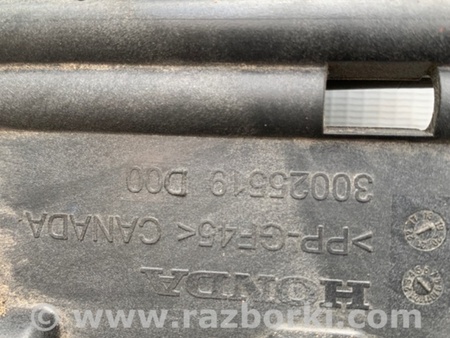 HONDA
>PP-GF45< CANADA
30025519 D00
© www.razborki.com